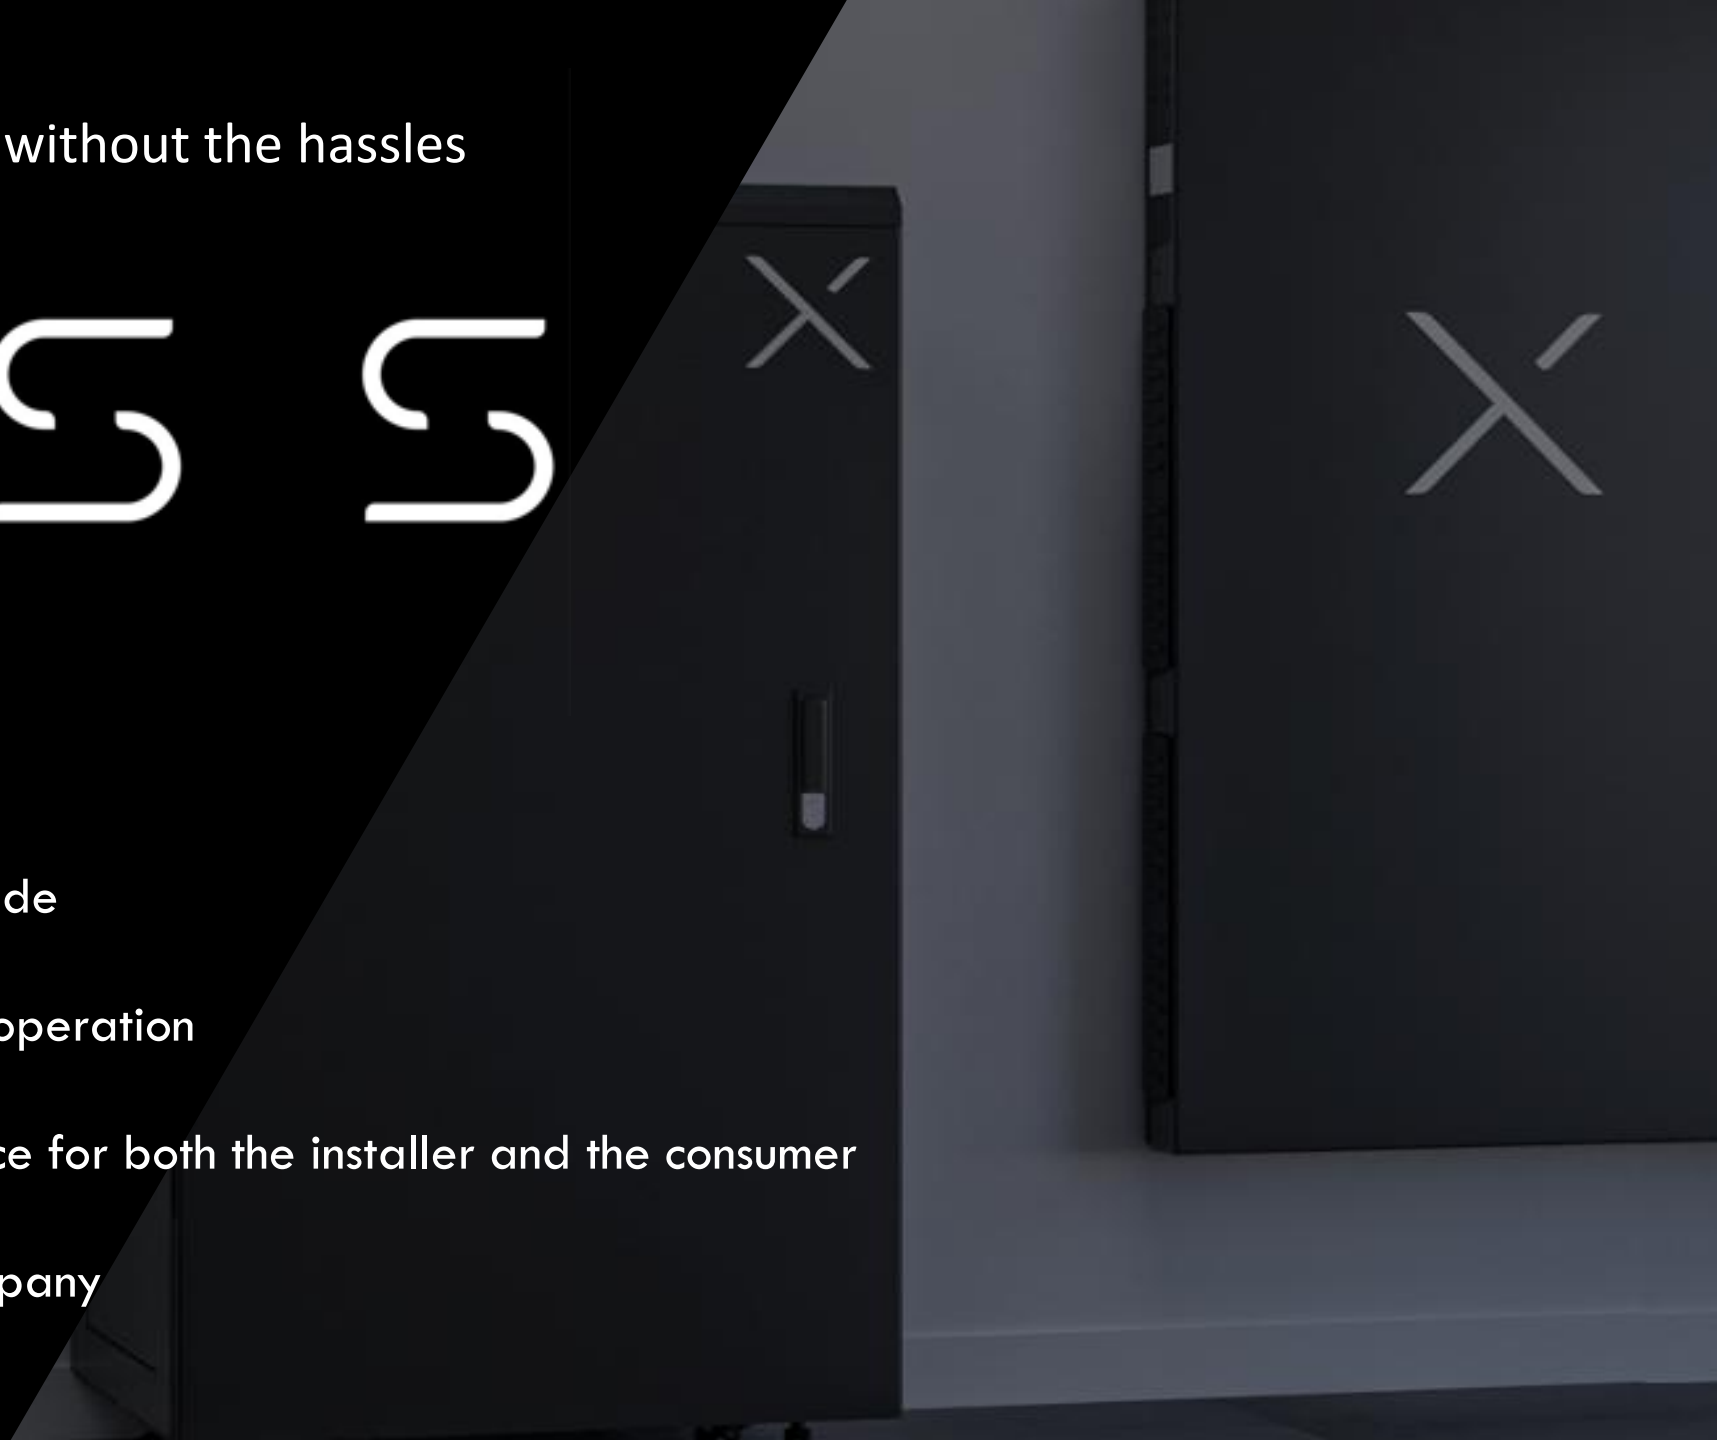 without the hassles
S S
X
X
de
operation
ce for both the installer and the consumer
pany